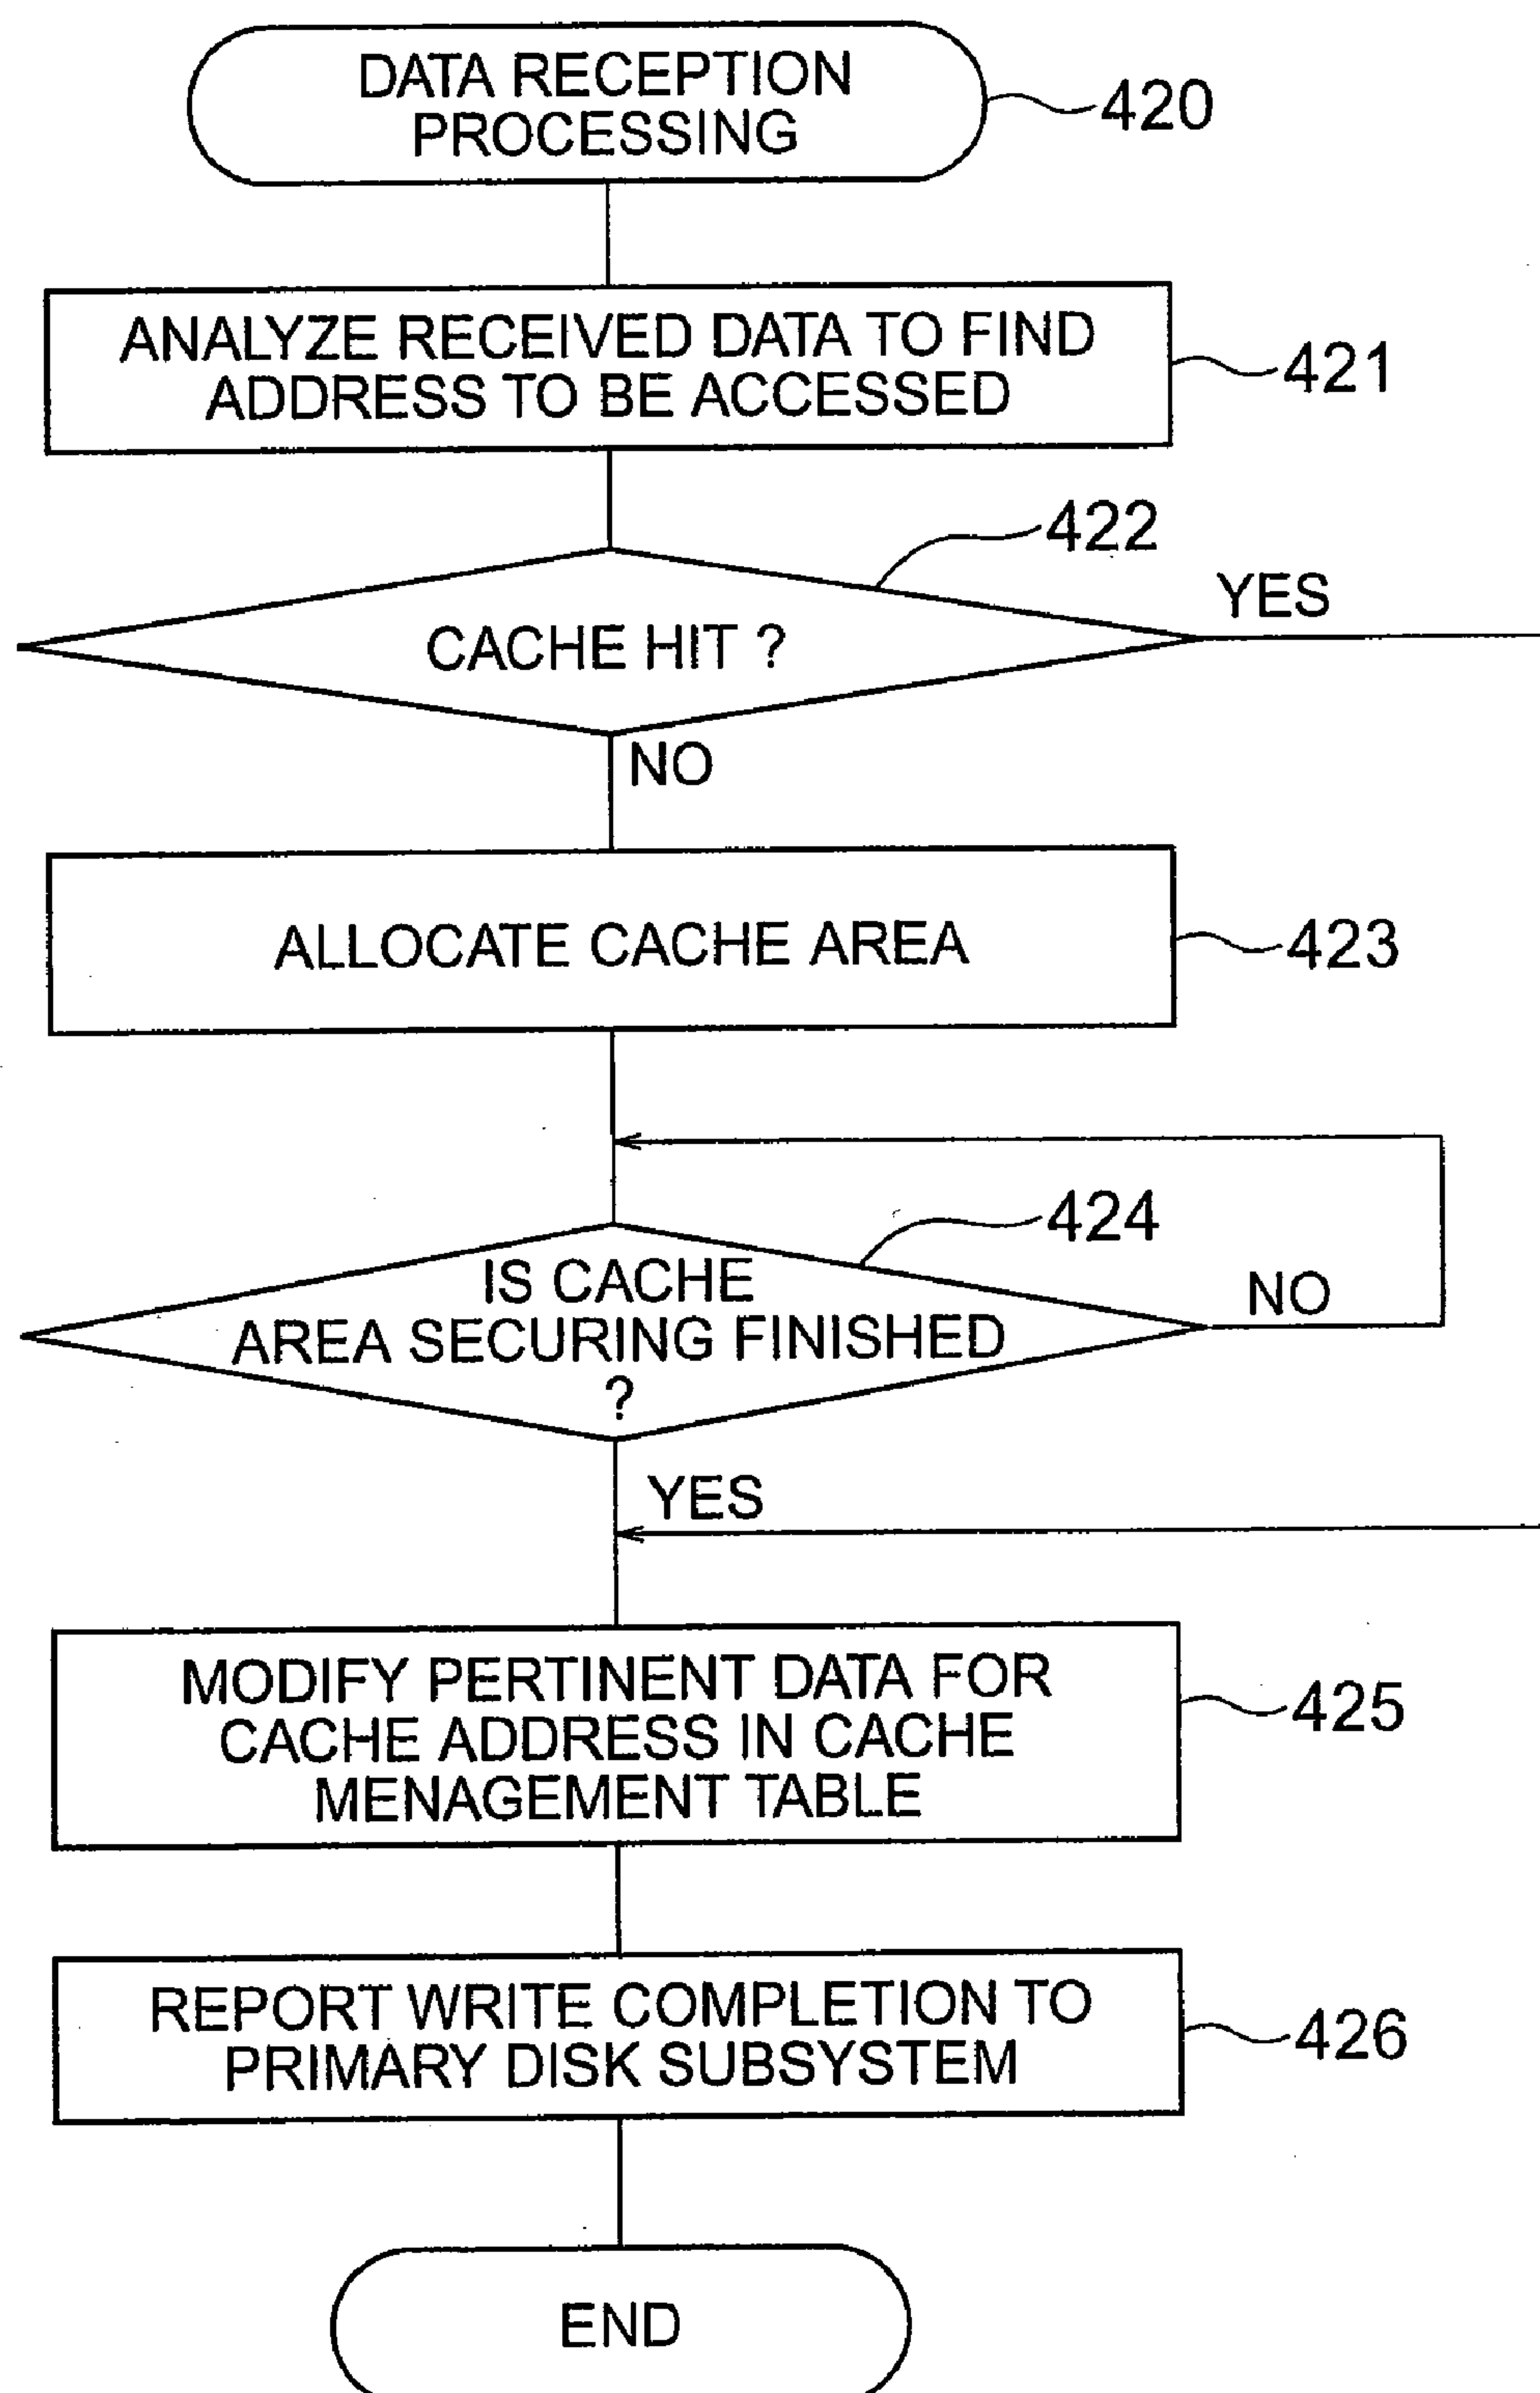 DATA RECEPTION
PROCESSING
420
ANALYZE RECEIVED DATA TO FIND
ADDRESS TO BE ACCESSED
421
422
YES
CACHE HIT ?
NO
ALLOCATE CACHE AREA
423
424
IS CACHE
AREA SECURING FINISHED
?
NO
YES
MODIFY PERTINENT DATA FOR
CACHE ADDRESS IN CACHE
MENAGEMENT TABLE
425
REPORT WRITE COMPLETION TO
PRIMARY DISK SUBSYSTEM
426
END